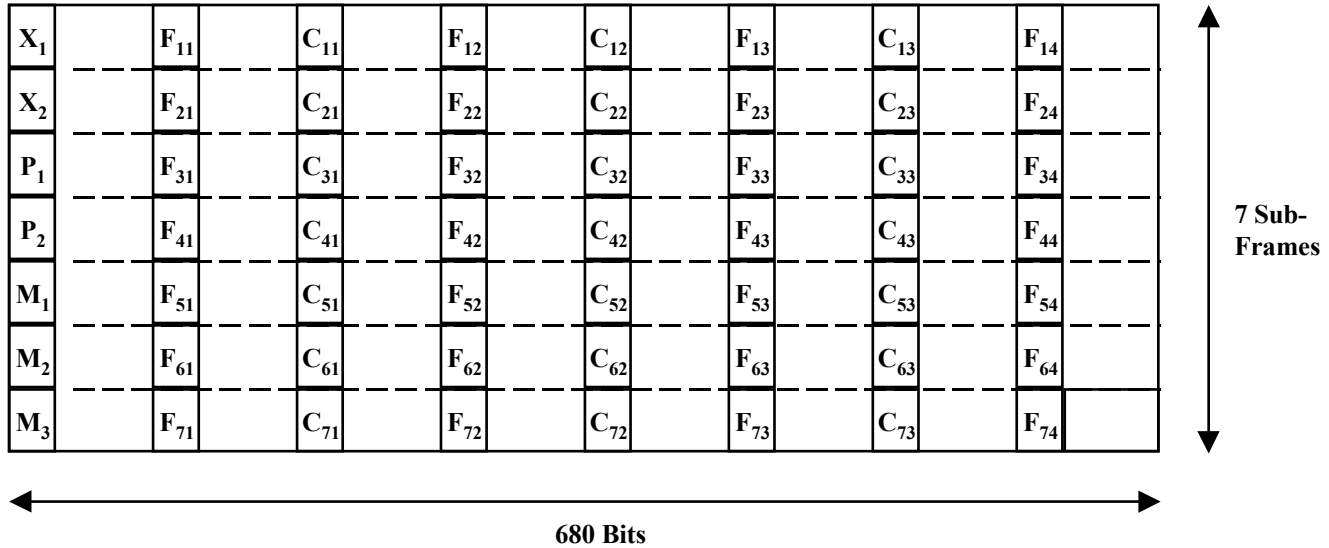 X₁ F₁₁ C₁₁ F₁₂ C₁₂ F₁₃ C₁₃ F₁₄
X₂ F₂₁ C₂₁ F₂₂ C₂₂ F₂₃ C₂₃ F₂₄
P₁ F₃₁ C₃₁ F₃₂ C₃₂ F₃₃ C₃₃ F₃₄
P₂ F₄₁ C₄₁ F₄₂ C₄₂ F₄₃ C₄₃ F₄₄
M₁ F₅₁ C₅₁ F₅₂ C₅₂ F₅₃ C₅₃ F₅₄
M₂ F₆₁ C₆₁ F₆₂ C₆₂ F₆₃ C₆₃ F₆₄
M₃ F₇₁ C₇₁ F₇₂ C₇₂ F₇₃ C₇₃ F₇₄
7 Sub-
Frames
680 Bits